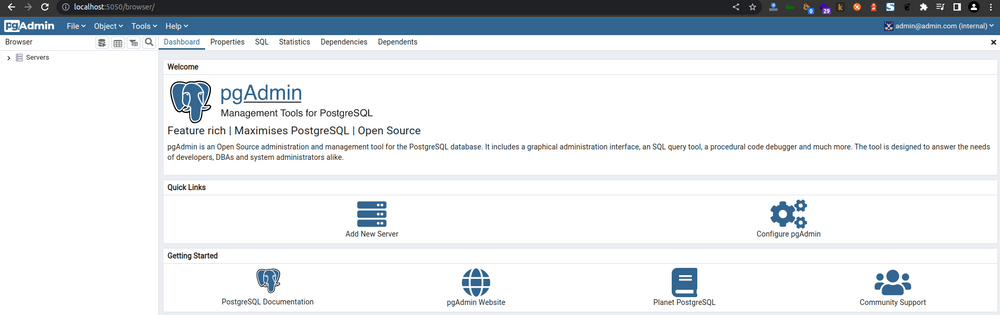 localhost:5050/browser/
6
29
pgAdmin File Object Tools Help admin@admin.com (internal)
Browser Dashboard Properties SQL Statistics Dependencies Dependents
Servers
Welcome
pgAdmin
Management Tools for PostgreSQL
Feature rich | Maximises PostgreSQL | Open Source
pgAdmin is an Open Source administration and management tool for the PostgreSQL database. It includes a graphical administration interface, an SQL query tool, a procedural code debugger and much more. The tool is designed to answer the needs
of developers, DBAs and system administrators alike.
Quick Links
Add New Server Configure pgAdmin
Getting Started
PostgreSQL Documentation pgAdmin Website Planet PostgreSQL Community Support